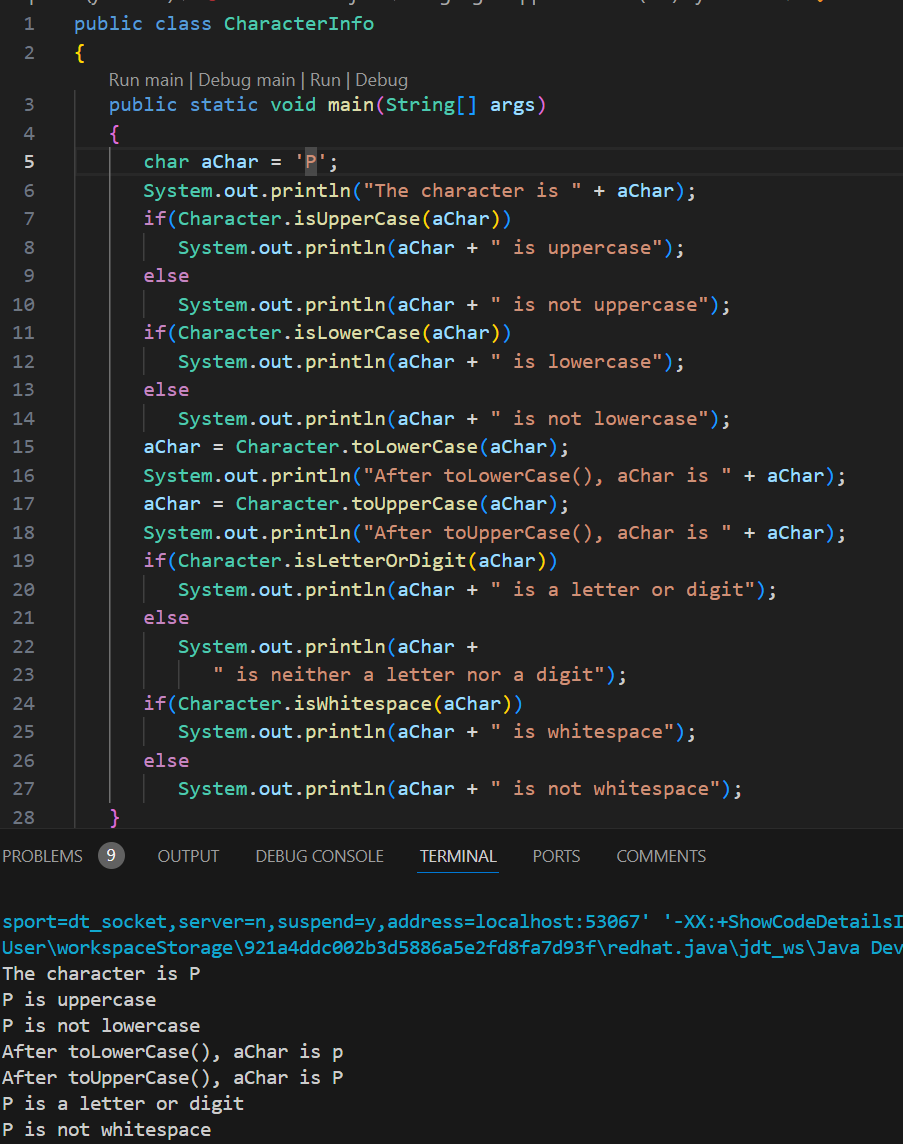 1 public class CharacterInfo
2 {
Run main | Debug main | Run | Debug
3 public static void main(String[] args)
4 {
5 char aChar = 'P';
6 System.out.println("The character is " + aChar);
7 if(Character.isUpperCase(aChar))
8 System.out.println(aChar + " is uppercase");
9 else
10 System.out.println(aChar + " is not uppercase");
11 if(Character.isLowerCase(aChar))
12 System.out.println(aChar + " is lowercase");
13 else
14 System.out.println(aChar + " is not lowercase");
15 aChar = Character.toLowerCase(aChar);
16 System.out.println("After toLowerCase(), aChar is " + aChar);
17 aChar = Character.toUpperCase(aChar);
18 System.out.println("After toUpperCase(), aChar is " + aChar);
19 if(Character.isLetterOrDigit(aChar))
20 System.out.println(aChar + " is a letter or digit");
21 else
22 System.out.println(aChar +
23 " is neither a letter nor a digit");
24 if(Character.isWhitespace(aChar))
25 System.out.println(aChar + " is whitespace");
26 else
27 System.out.println(aChar + " is not whitespace");
28 }
PROBLEMS 9 OUTPUT DEBUG CONSOLE TERMINAL PORTS COMMENTS
sport=dt_socket,server=n,suspend=y,address=localhost:53067' '-XX:+ShowCodeDetailsI
User\workspaceStorage\921a4ddc002b3d5886a5e2fd8fa7d93f\redhat.java\jdt_ws\Java Dev
The character is P
P is uppercase
P is not lowercase
After toLowerCase(), aChar is p
After toUpperCase(), aChar is P
P is a letter or digit
P is not whitespace